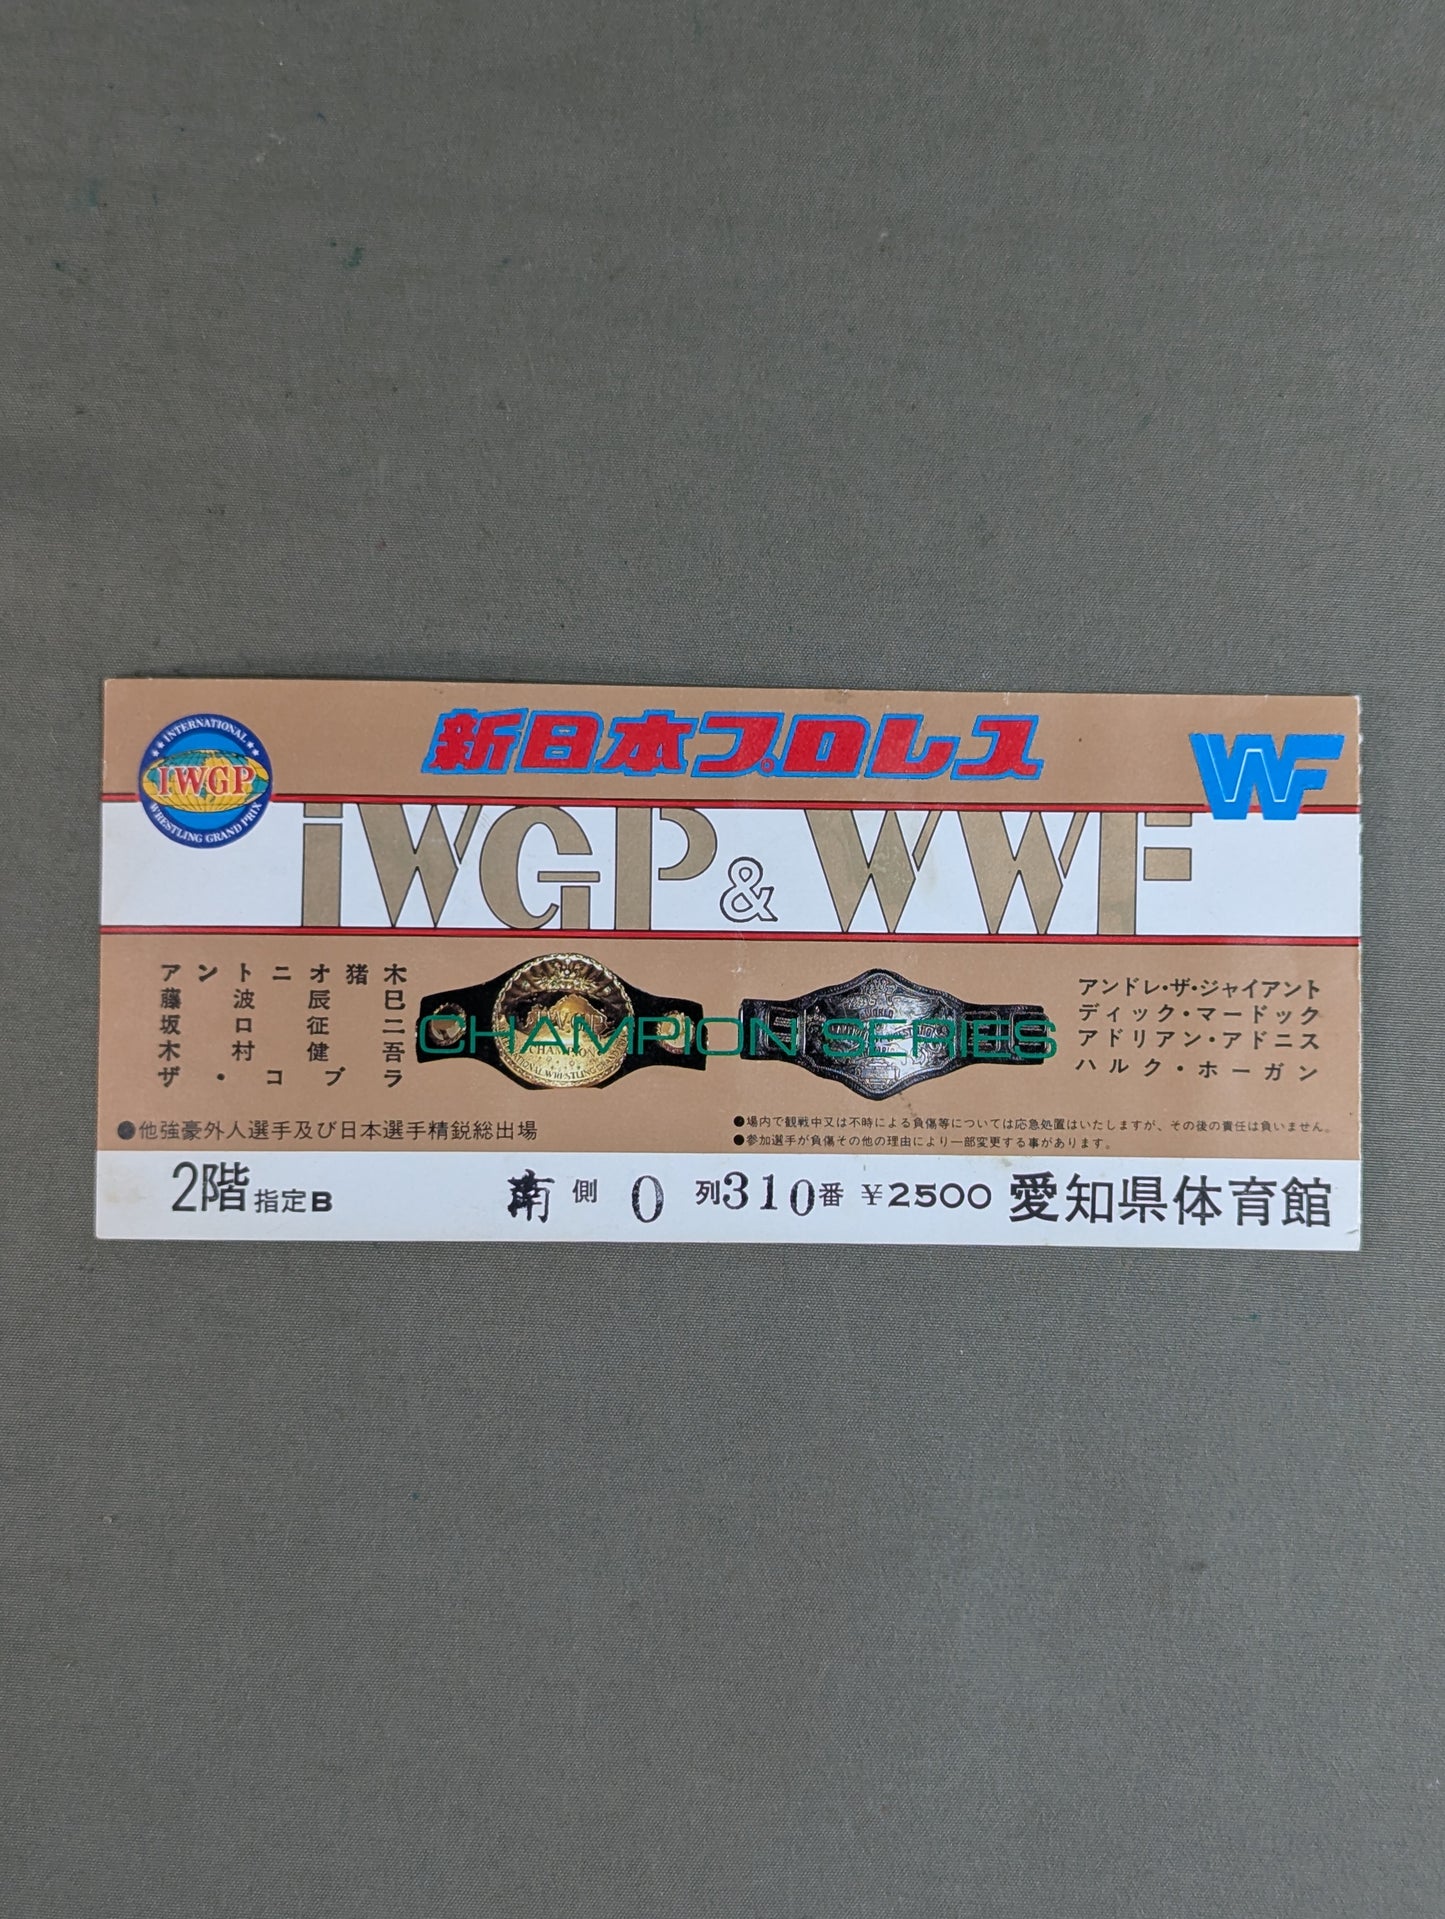 新日本プロレス
INTERNATIONAL
IWGP
WRESTLING GRAND PRIX
WF
IWGP & WWF
アントニオ猪木
藤波辰巳
坂口征二
木村健吾
ザ・コブラ
CHAMPION SERIES
CHAMPION
アンドレ・ザ・ジャイアント
ディック・マードック
アドリアン・アドニス
ハルク・ホーガン
●他強豪外人選手及び日本選手精鋭総出場
●場内で観戦中又は不時による負傷等については応急処置はいたしますが、その後の責任は負いません。
●参加選手が負傷その他の理由により一部変更する事があります。
2階 指定B 南 側 0 列 310 番 ¥2500 愛知県体育館